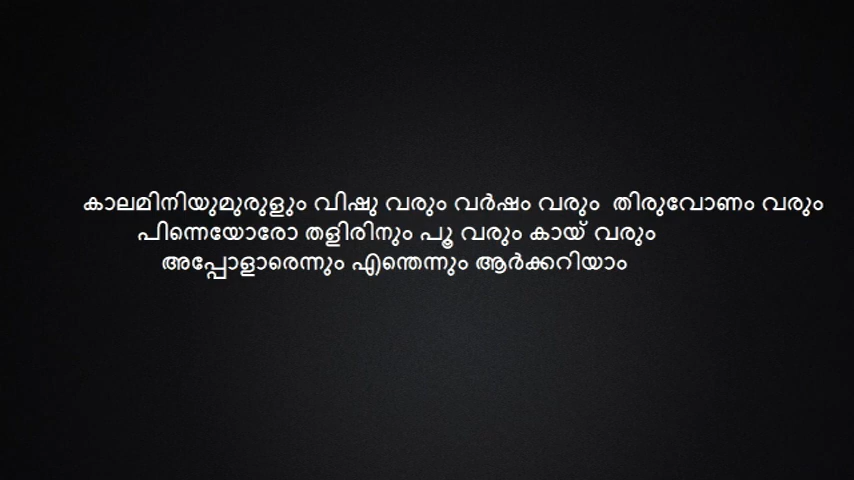 കാലമിനിയുമുരുളും വിഷു വരും വർഷം വരും തിരുവോണം വരും
പിന്നെയോരോ തളിരിനും പൂ വരും കായ് വരും
അപ്പോളാരെന്നും എന്തെന്നും ആർക്കറിയാം